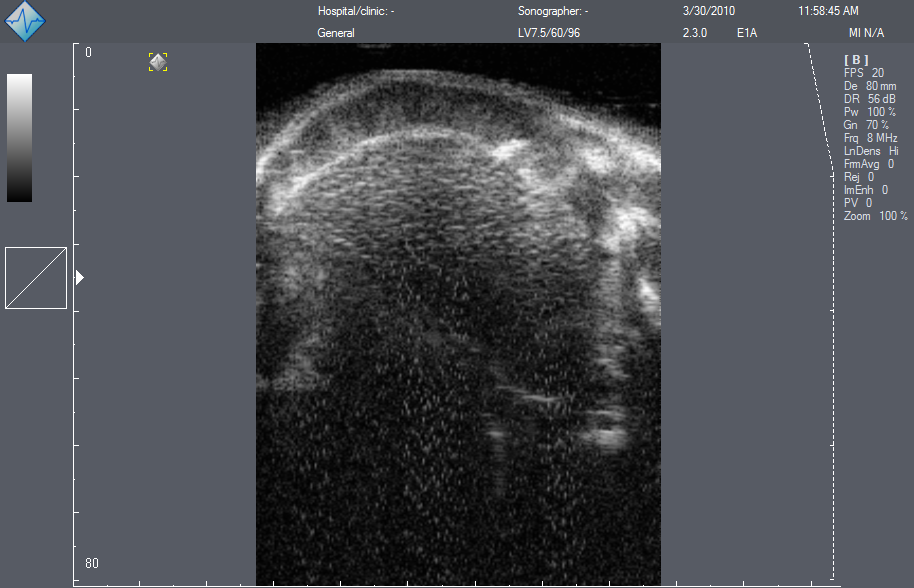 Hospital/clinic: - Sonographer: - 3/30/2010 11:58:45 AM
General LV7.5/60/96 2.3.0 E1A MI N/A
0
[ B ]
FPS 20
De 80 mm
DR 56 dB
Pw 100 %
Gn 70 %
Frq 8 MHz
LnDens Hi
FrmAvg 0
Rej 0
ImEnh 0
PV 0
Zoom 100 %
80